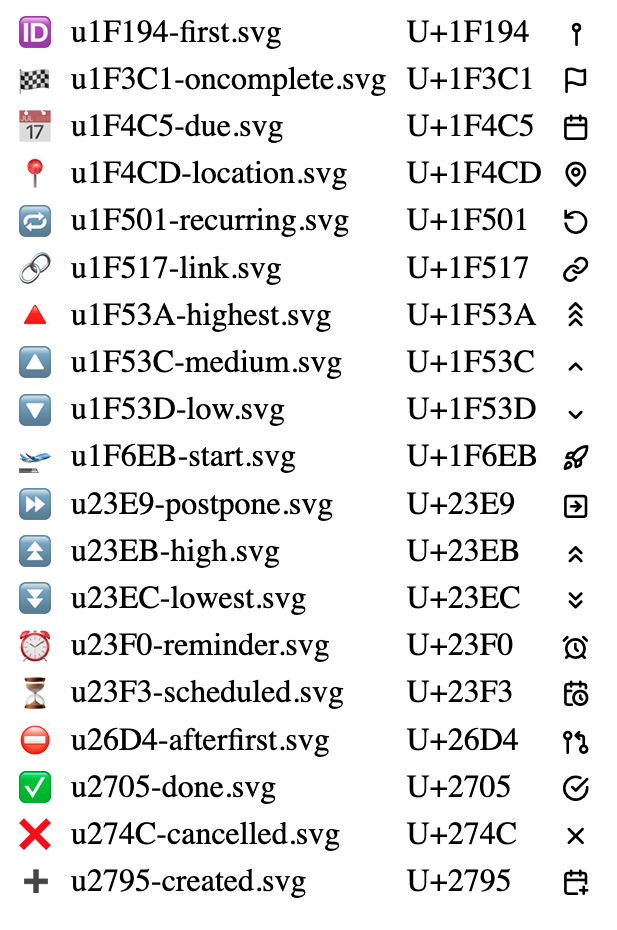 🆔 u1F194-first.svg U+1F194
🏁 u1F3C1-oncomplete.svg U+1F3C1
📅 u1F4C5-due.svg U+1F4C5
📍 u1F4CD-location.svg U+1F4CD
🔁 u1F501-recurring.svg U+1F501
🔗 u1F517-link.svg U+1F517
🔺 u1F53A-highest.svg U+1F53A
🔼 u1F53C-medium.svg U+1F53C
🔽 u1F53D-low.svg U+1F53D
🛫 u1F6EB-start.svg U+1F6EB
⏩ u23E9-postpone.svg U+23E9
⏫ u23EB-high.svg U+23EB
⏬ u23EC-lowest.svg U+23EC
⏰ u23F0-reminder.svg U+23F0
⏳ u23F3-scheduled.svg U+23F3
⛔ u26D4-afterfirst.svg U+26D4
✅ u2705-done.svg U+2705
❌ u274C-cancelled.svg U+274C
➕ u2795-created.svg U+2795